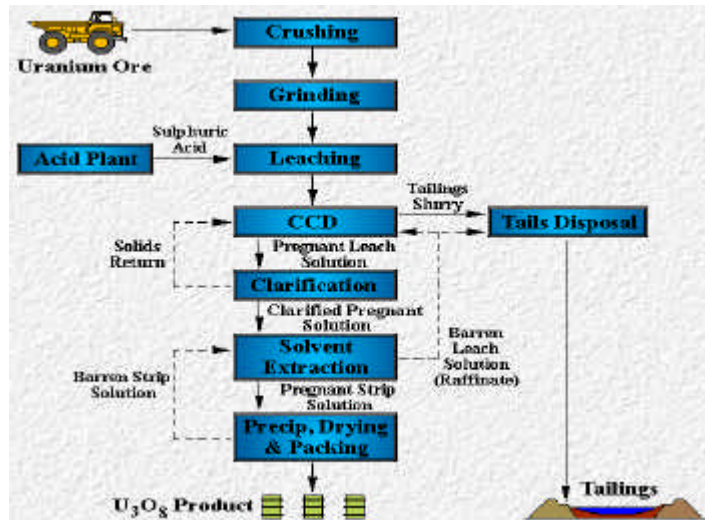 Crushing
Uranium Ore
Grinding
Sulphuric
Acid
Acid Plant
Leaching
Tailings
Slurry
CCD
Tails Disposal
Solids
Return
Pregnant Leach
Solution
Clarification
Clarified Pregnant
Solution
Solvent
Extraction
Barren
Leach
Solution
(Raffinate)
Barren Strip
Solution
Pregnant Strip
Solution
Precip, Drying
& Packing
U3O8 Product
Tailings